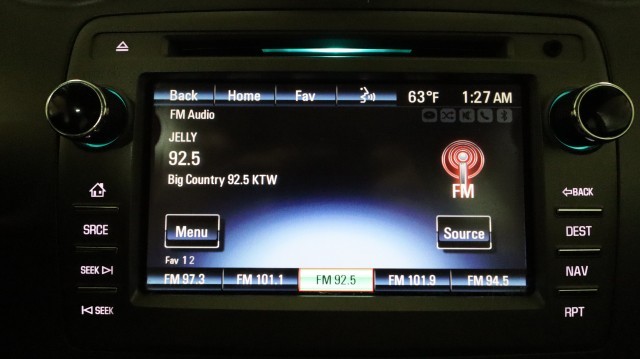 Back Home Fav 63°F 1:27 AM
FM Audio
JELLY
92.5
Big Country 92.5 KTW
FM
BACK
SRCE
Menu
Source
DEST
Fav 1 2
SEEK
NAV
FM 97.3 FM 101.1 FM 92.5 FM 101.9 FM 94.5
SEEK
RPT